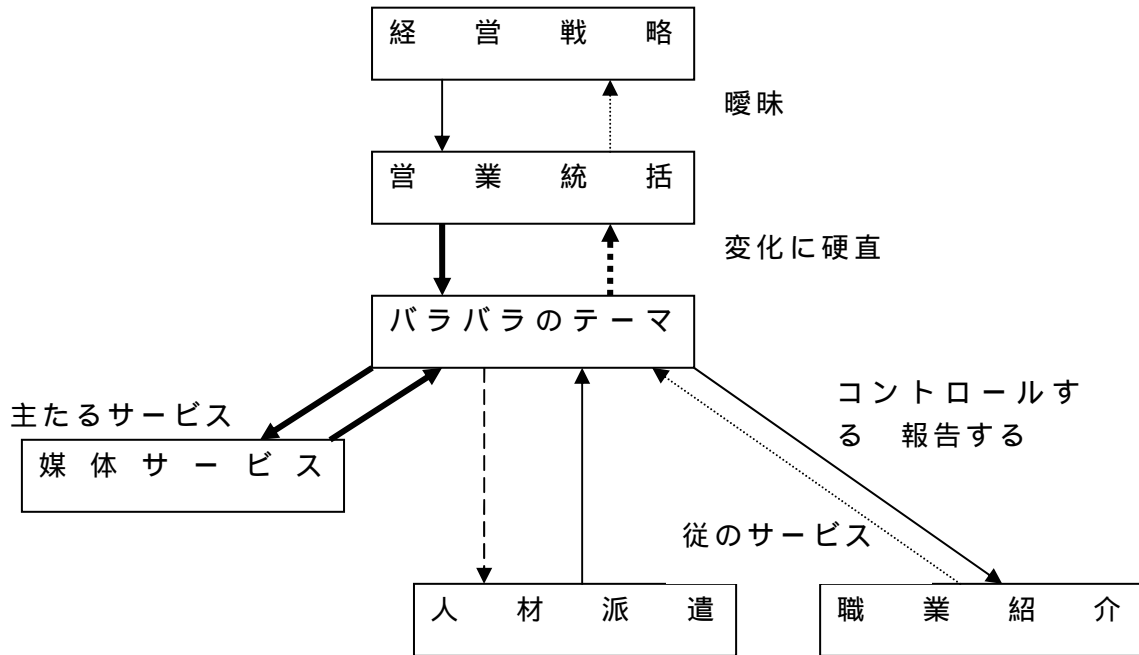 経営戦略
曖昧
営業統括
変化に硬直
バラバラのテーマ
コントロールす
る 報告する
主たるサービス
媒体サービス
従のサービス
人材派遣
職業紹介